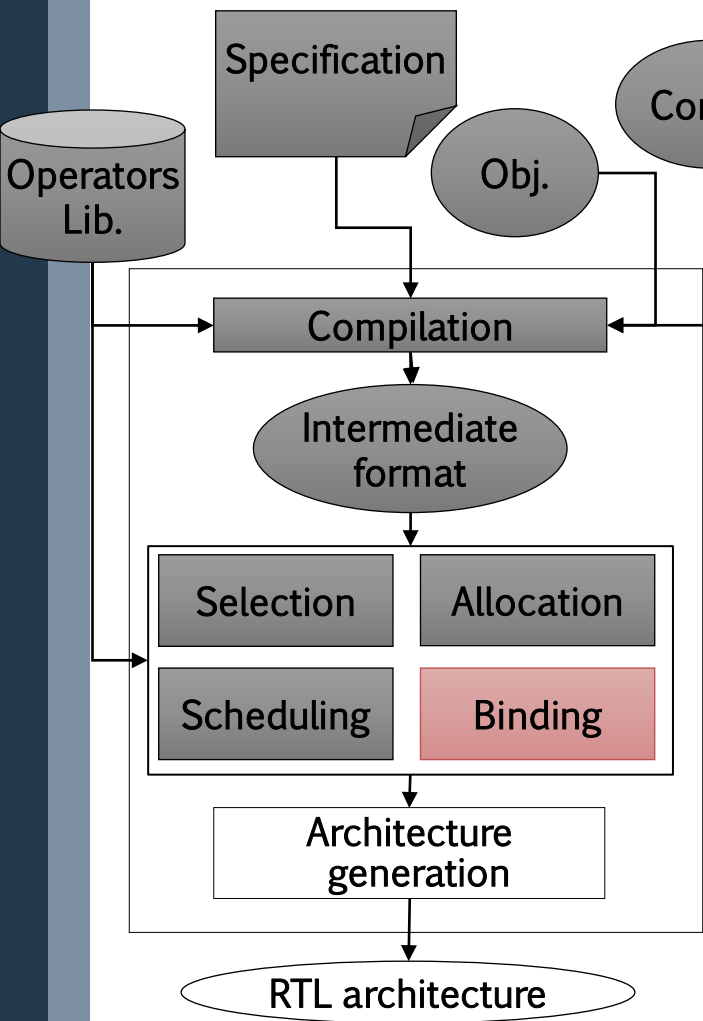 Specification
Operators
Lib.
Obj.
Compilation
Intermediate
format
Selection
Allocation
Scheduling
Binding
Architecture
generation
RTL architecture